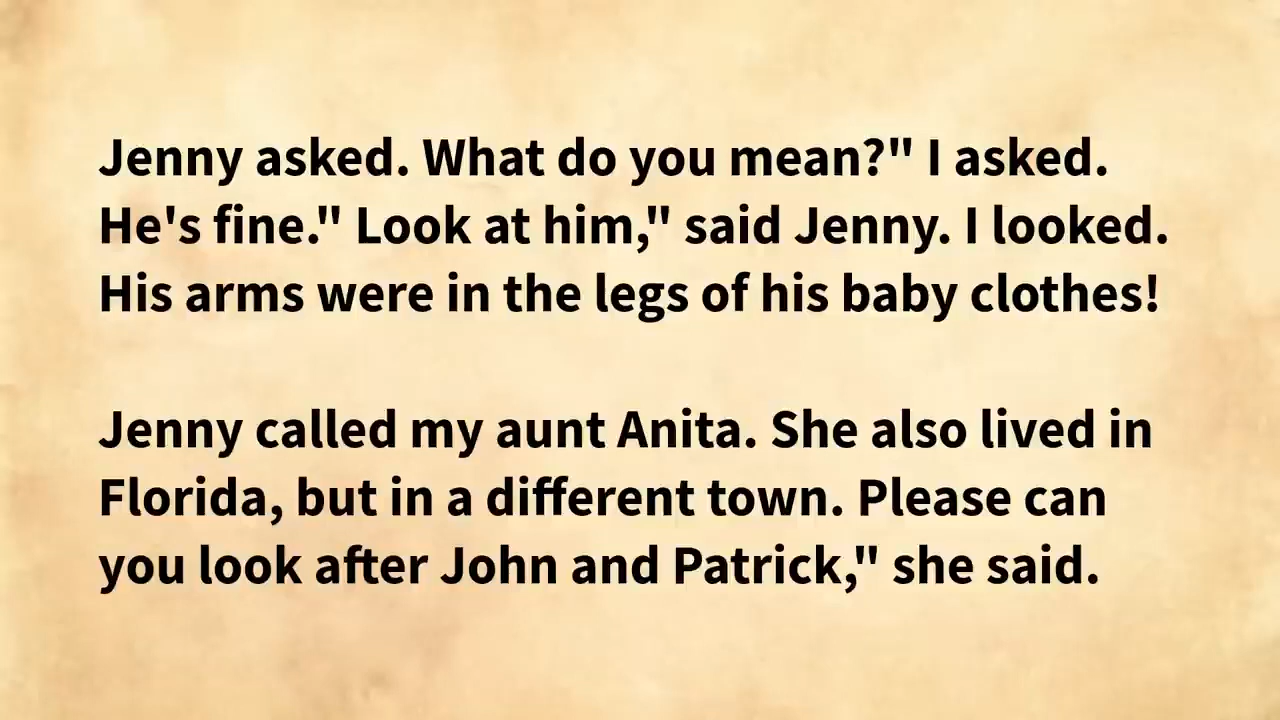 Jenny asked. What do you mean?" I asked.
He's fine." Look at him," said Jenny. I looked.
His arms were in the legs of his baby clothes!
Jenny called my aunt Anita. She also lived in
Florida, but in a different town. Please can
you look after John and Patrick," she said.